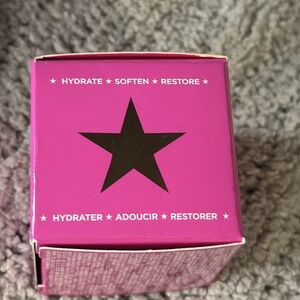 ★ HYDRATE ★ SOFTEN ★ RESTORE ★
★ HYDRATER ★ ADOUCIR ★ RESTORER ★